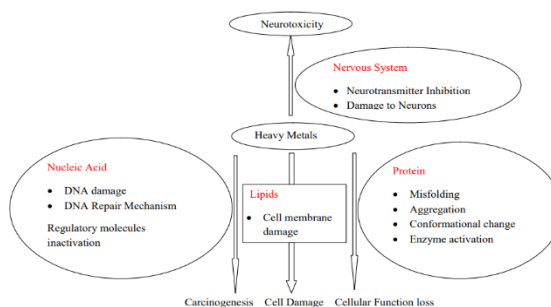 Neurotoxicity
Nervous System
• Neurotransmitter Inhibition
• Damage to Neurons
Heavy Metals
Nucleic Acid
• DNA damage
• DNA Repair Mechanism
Regulatory molecules
inactivation
Lipids
• Cell membrane
damage
Protein
• Misfolding
• Aggregation
• Conformational change
• Enzyme activation
Carcinogenesis Cell Damage Cellular Function loss